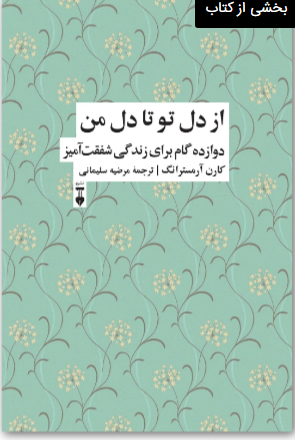 بخشی از کتاب
از دل تو تا دل من
دوازده گام برای زندگی شفقت‌آمیز
کارن آرمسترانگ | ترجمهٔ مرضیه سلیمانی